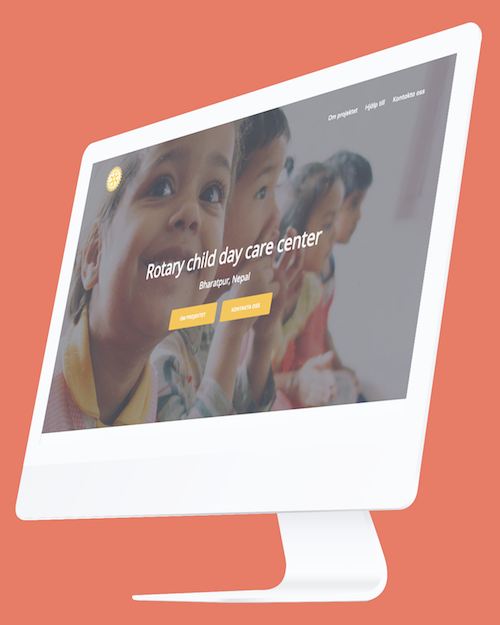 Om projektet Hjälp till Kontakta oss
Rotary child day care center
Bharatpur, Nepal
OM PROJEKTET KONTAKTA OSS